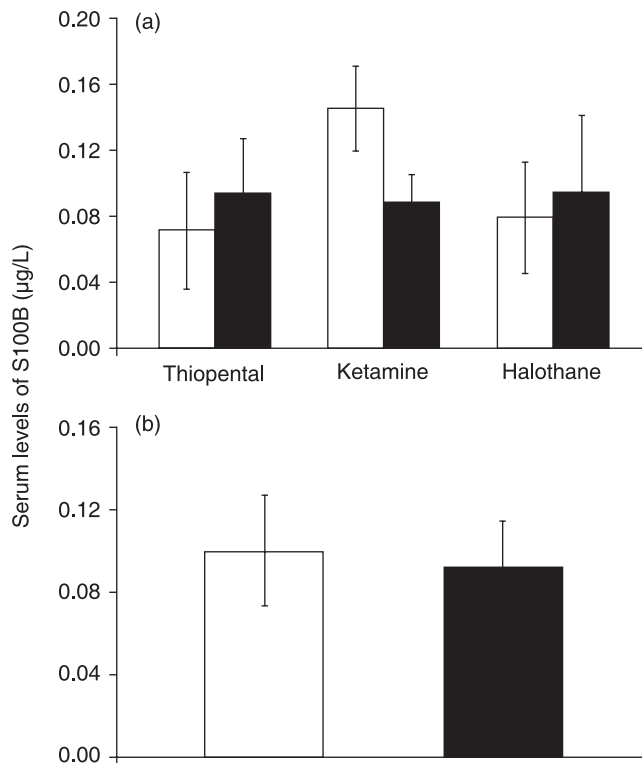 Serum levels of S100B (µg/L)
(a)
0.20
0.16
0.12
0.08
0.04
0.00
Thiopental Ketamine Halothane
(b)
0.16
0.12
0.08
0.04
0.00